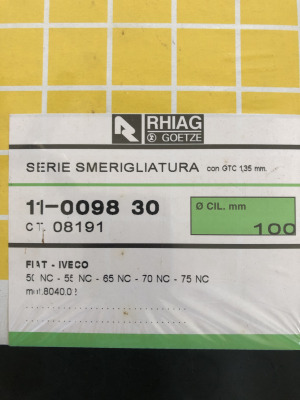 RHIAG
GOETZE
SERIE SMERIGLIATURA con GTC 1,35 mm.
11-0098 30
Ø CIL. mm
100
CT. 08191
FIAT - IVECO
50 NC - 55 NC - 65 NC - 70 NC - 75 NC
mot.8040.0